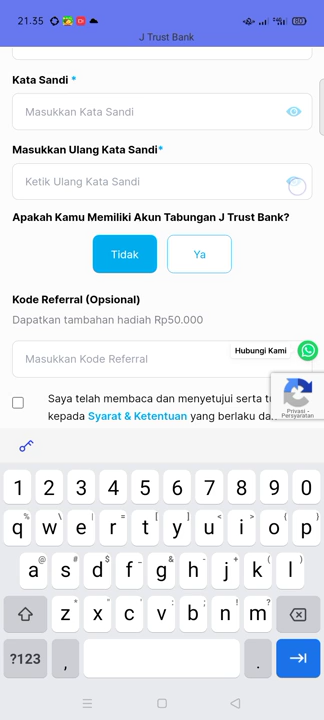 21.35
J Trust Bank
Kata Sandi *
Masukkan Kata Sandi
Masukkan Ulang Kata Sandi*
Ketik Ulang Kata Sandi
Apakah Kamu Memiliki Akun Tabungan J Trust Bank?
Tidak Ya
Kode Referral (Opsional)
Dapatkan tambahan hadiah Rp50.000
Hubungi Kami
Masukkan Kode Referral
Privasi -
Persyaratan
Saya telah membaca dan menyetujui serta
kepada Syarat & Ketentuan yang berlaku
1 2 3 4 5 6 7 8 9 0
q w e r t y u i o p
a s d f g h j k l
z x c v b n m
?123 , .